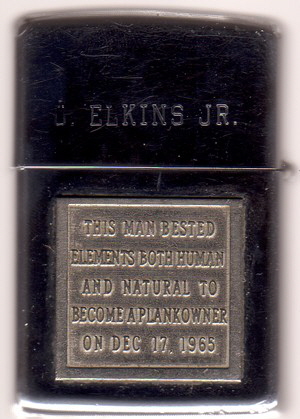 ELKINS JR.
THIS MAN BESTED
ELEMENTS BOTH HUMAN
AND NATURAL TO
BECOME A PLANKOWNER
ON DEC 17, 1965